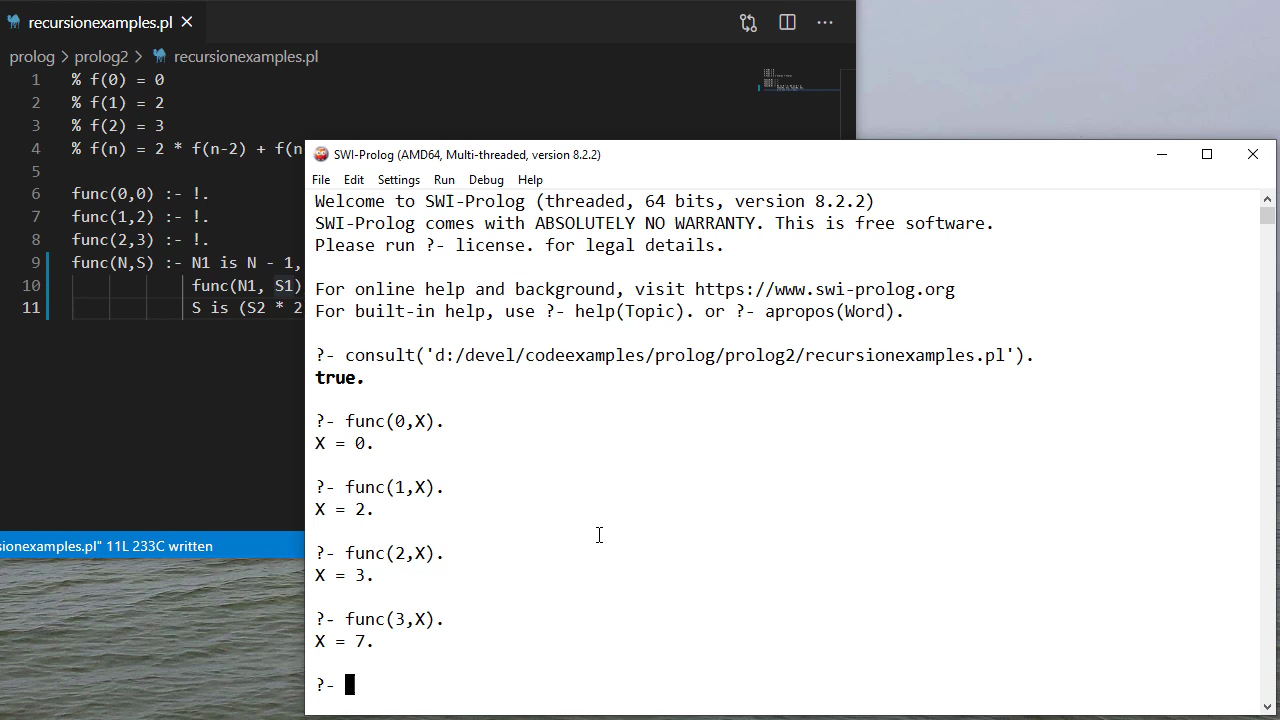 recursionexamples.pl
prolog > prolog2 > recursionexamples.pl
1 % f(0) = 0
2 % f(1) = 2
3 % f(2) = 3
4 % f(n) = 2 * f(n-2) + f(n
5
6 func(0,0) :- !.
7 func(1,2) :- !.
8 func(2,3) :- !.
9 func(N,S) :- N1 is N - 1,
10 func(N1, S1)
11 S is (S2 * 2
sionexamples.pl" 11L 233C written
SWI-Prolog (AMD64, Multi-threaded, version 8.2.2)
File Edit Settings Run Debug Help
Welcome to SWI-Prolog (threaded, 64 bits, version 8.2.2)
SWI-Prolog comes with ABSOLUTELY NO WARRANTY. This is free software.
Please run ?- license. for legal details.
For online help and background, visit https://www.swi-prolog.org
For built-in help, use ?- help(Topic). or ?- apropos(Word).
?- consult('d:/devel/codeexamples/prolog/prolog2/recursionexamples.pl').
true.
?- func(0,X).
X = 0.
?- func(1,X).
X = 2.
?- func(2,X).
X = 3.
?- func(3,X).
X = 7.
?-